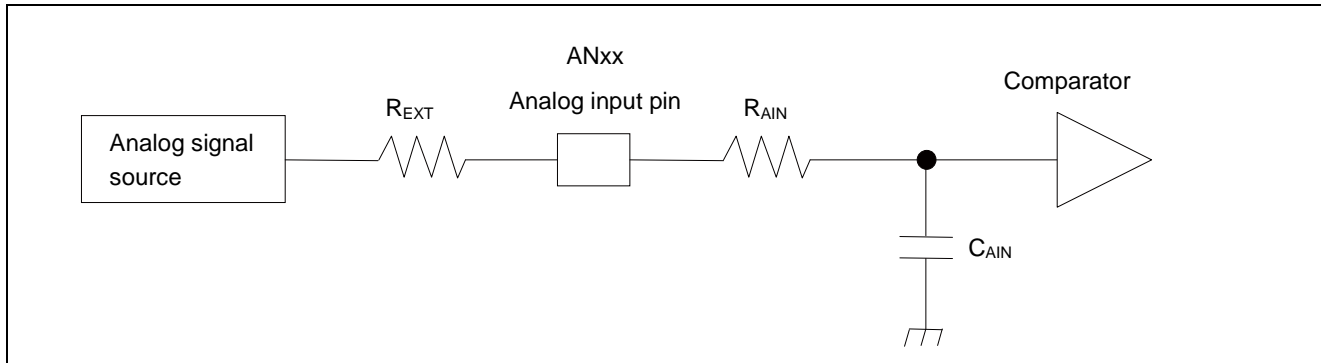 ANxx
Analog input pin
Comparator
REXT
RAIN
Analog signal
source
CAIN